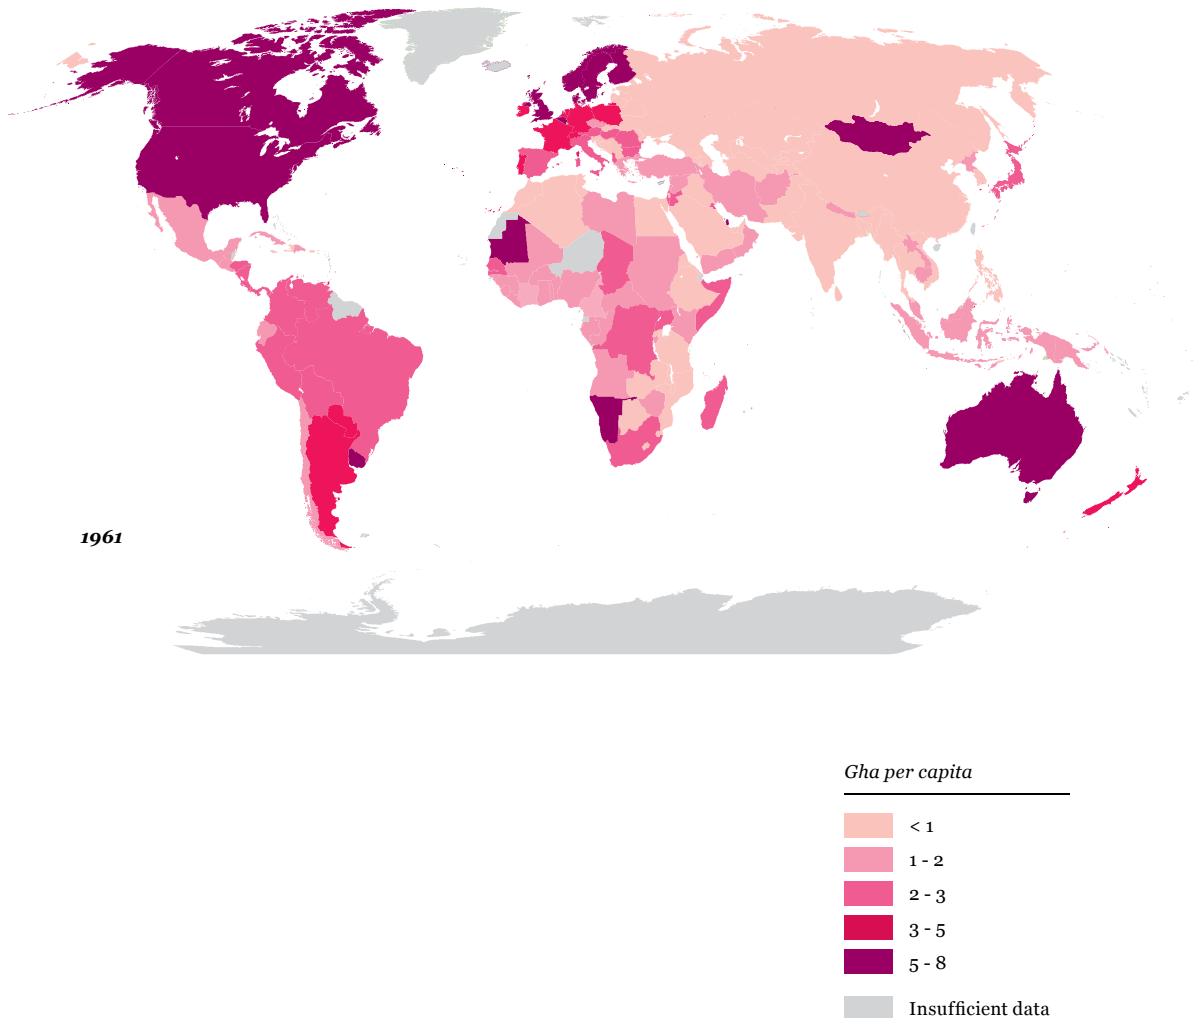 1961
Gha per capita
< 1
1 - 2
2 - 3
3 - 5
5 - 8
Insufficient data